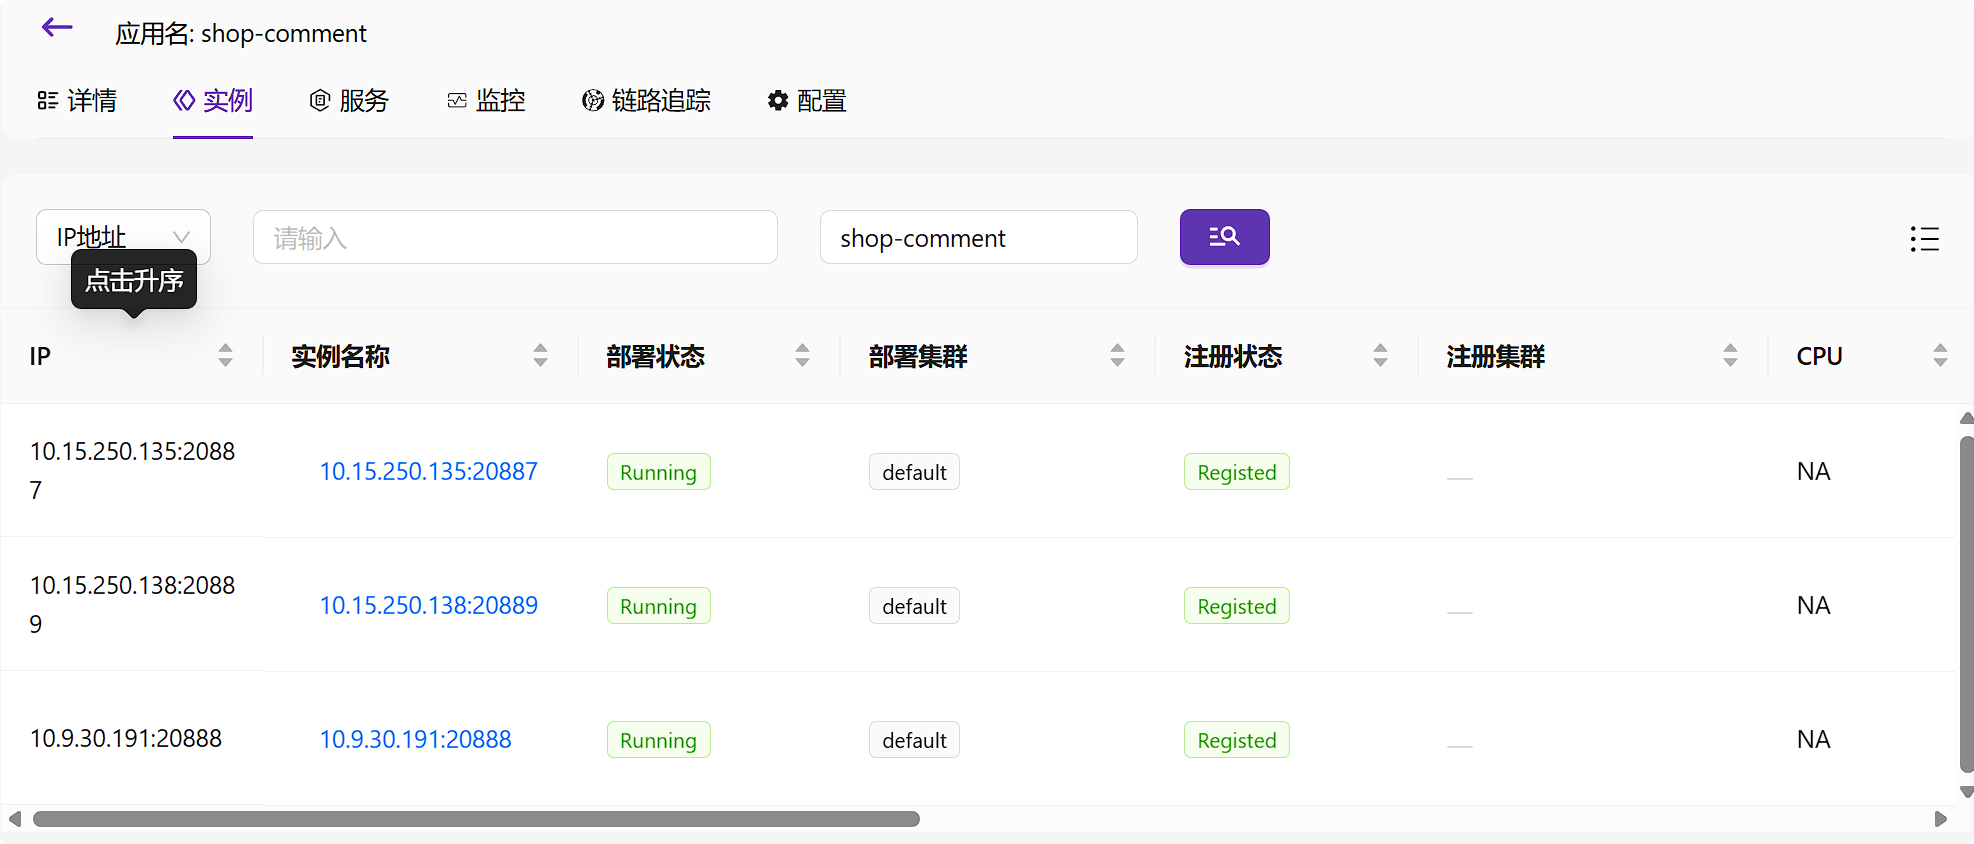 应用名: shop-comment
详情 实例 服务 监控 链路追踪 配置
IP地址 请输入 shop-comment
点击升序
IP 实例名称 部署状态 部署集群 注册状态 注册集群 CPU
10.15.250.135:2088
7
10.15.250.135:20887 Running default Registed — NA
10.15.250.138:2088
9
10.15.250.138:20889 Running default Registed — NA
10.9.30.191:20888 10.9.30.191:20888 Running default Registed — NA